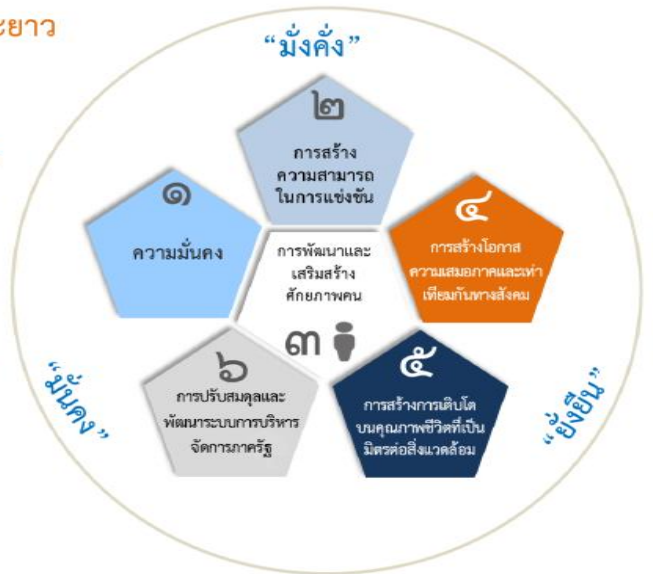 ะยาว
“มั่งคั่ง”
๒
การสร้าง
ความสามารถ
ในการแข่งขัน
๑
ความมั่นคง
การพัฒนาและ
เสริมสร้าง
ศักยภาพคน
๓
๔
การสร้างโอกาส
ความเสมอภาคและเท่า
เทียมกันทางสังคม
๖
การปรับสมดุลและ
พัฒนาระบบการบริหาร
จัดการภาครัฐ
๕
การสร้างการเติบโต
บนคุณภาพชีวิตที่เป็น
มิตรต่อสิ่งแวดล้อม
“มั่นคง”
“ยั่งยืน”